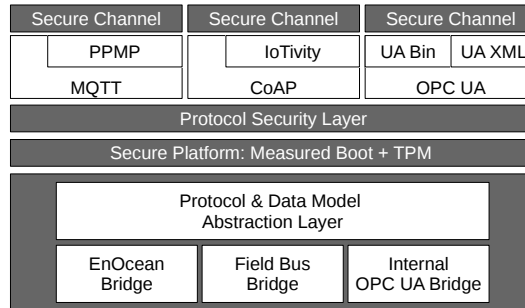 Secure Channel Secure Channel Secure Channel
PPMP IoTivity UA Bin UA XML
MQTT CoAP OPC UA
Protocol Security Layer
Secure Platform: Measured Boot + TPM
Protocol & Data Model
Abstraction Layer
EnOcean Field Bus Internal
Bridge Bridge OPC UA Bridge